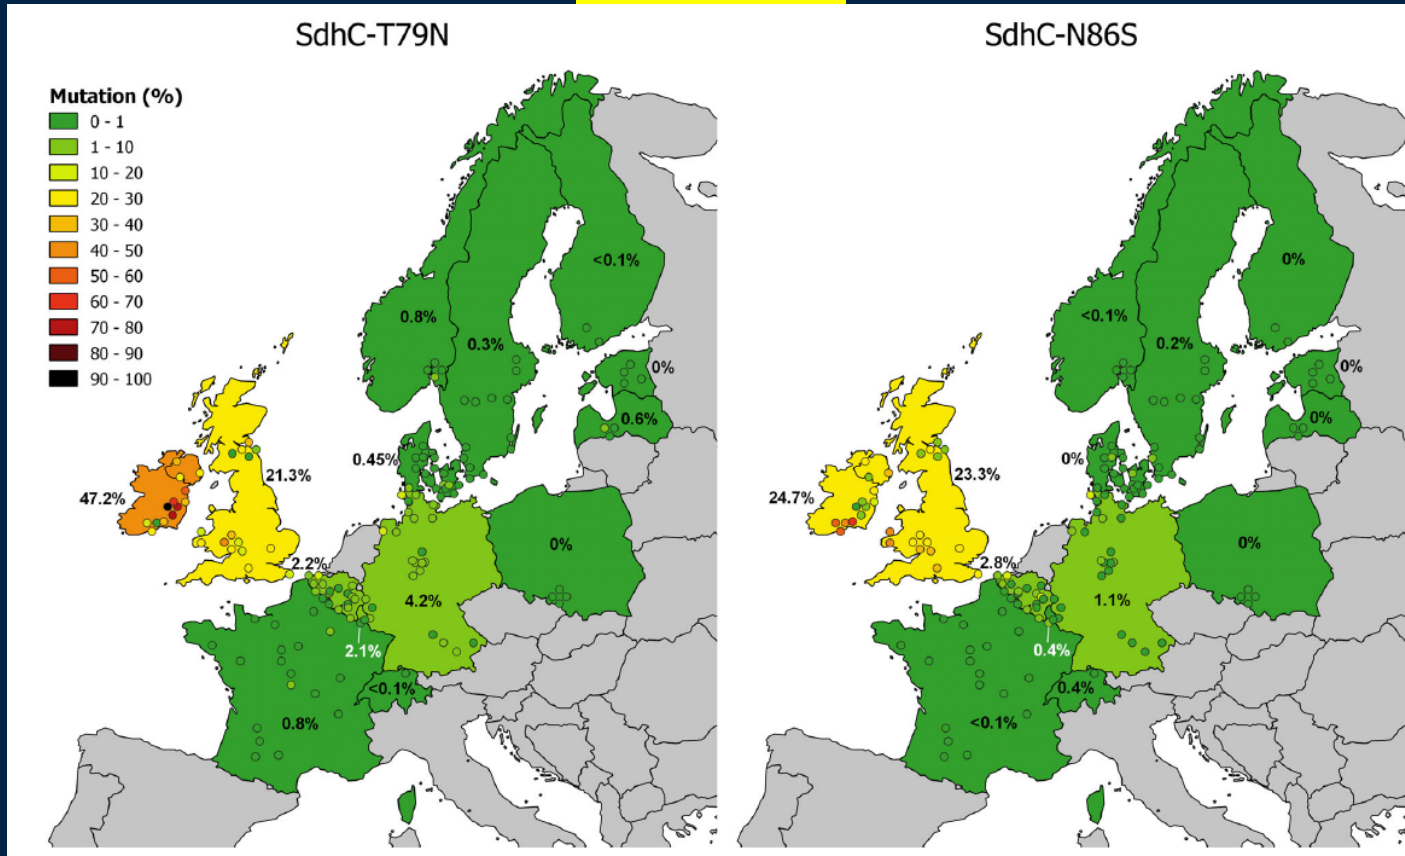 SdhC-T79N
SdhC-N86S
Mutation (%)
0 - 1
1 - 10
10 - 20
20 - 30
30 - 40
40 - 50
50 - 60
60 - 70
70 - 80
80 - 90
90 - 100
<0.1%
0.8%
0.3%
0%
0.6%
0.45%
21.3%
47.2%
0%
2.2%
4.2%
2.1%
<0.1%
0.8%
0%
<0.1%
0.2%
0%
0%
0%
23.3%
24.7%
0%
2.8%
1.1%
0.4%
0.4%
<0.1%